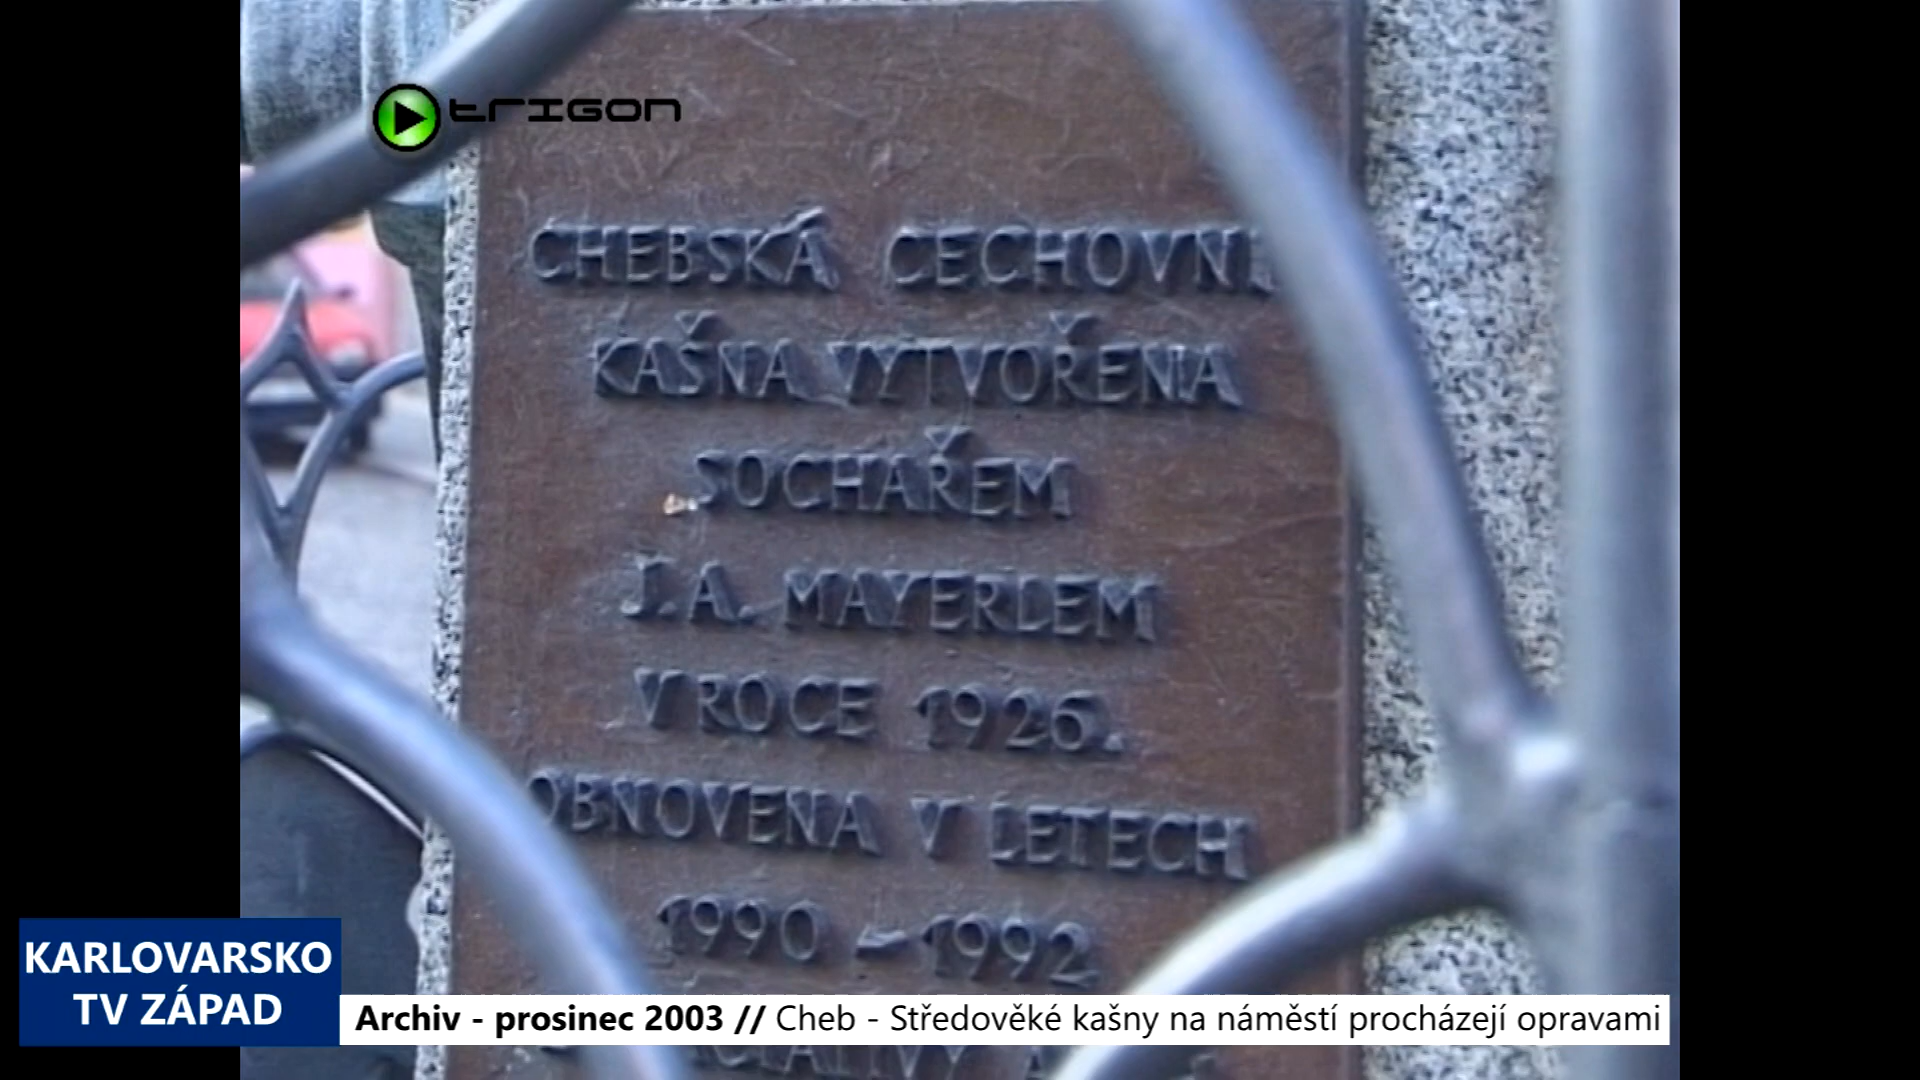 trigon
CHEBSKÁ CECHOVNÍ
KAŠNA VYTVOŘENA
SOCHAŘEM
J.A. MAYERLEM
V ROCE 1926.
OBNOVENA V LETECH
1990 – 1992
KARLOVARSKO
TV ZÁPAD
Archiv - prosinec 2003 // Cheb - Středověké kašny na náměstí procházejí opravami